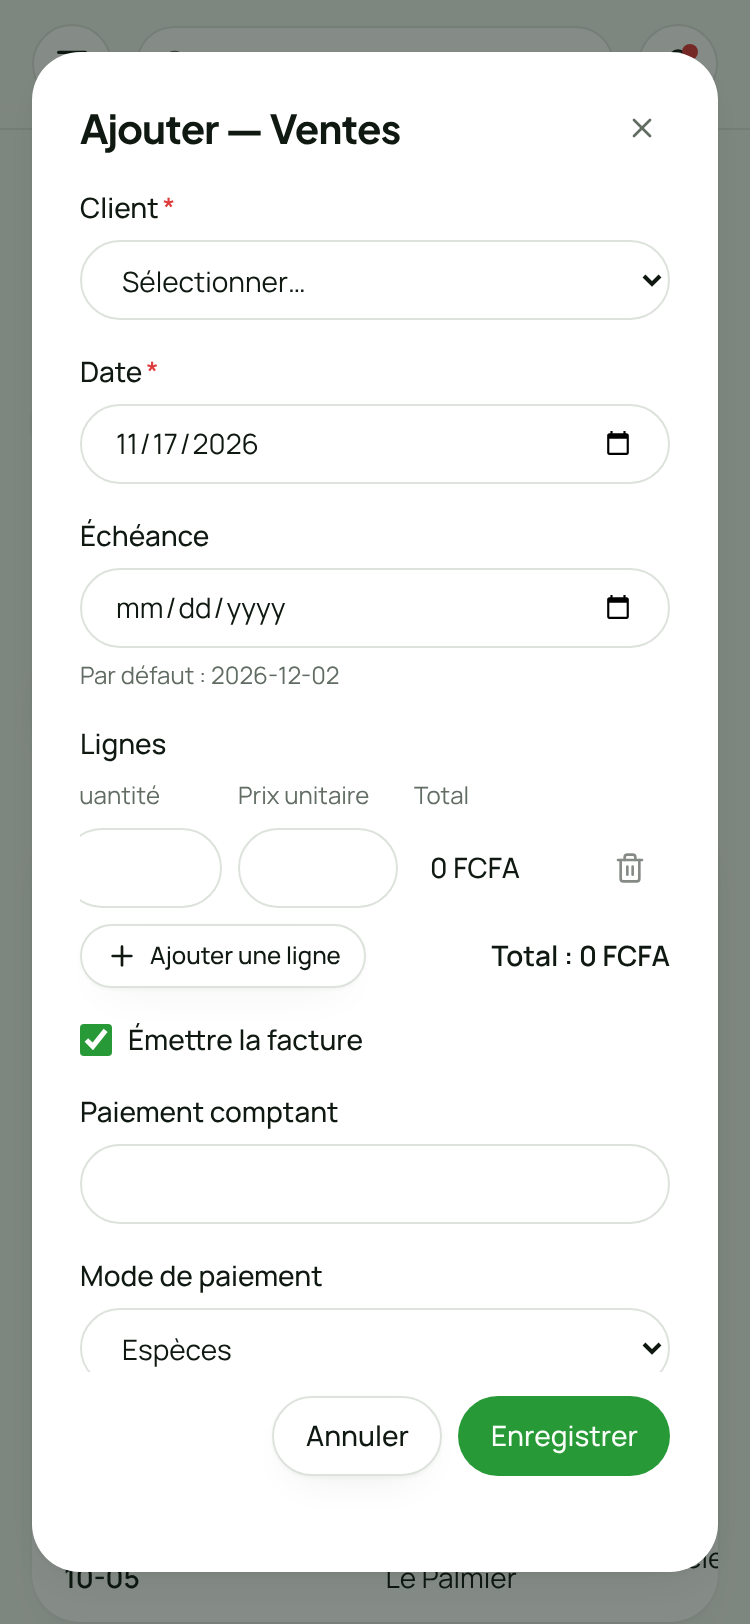 Ajouter — Ventes
Client *
Sélectionner...
Date *
11/17/2026
Échéance
mm/dd/yyyy
Par défaut : 2026-12-02
Lignes
uantité Prix unitaire Total
0 FCFA
Ajouter une ligne Total : 0 FCFA
Émettre la facture
Paiement comptant
Mode de paiement
Espèces
Annuler Enregistrer
10-05 Le Palmier